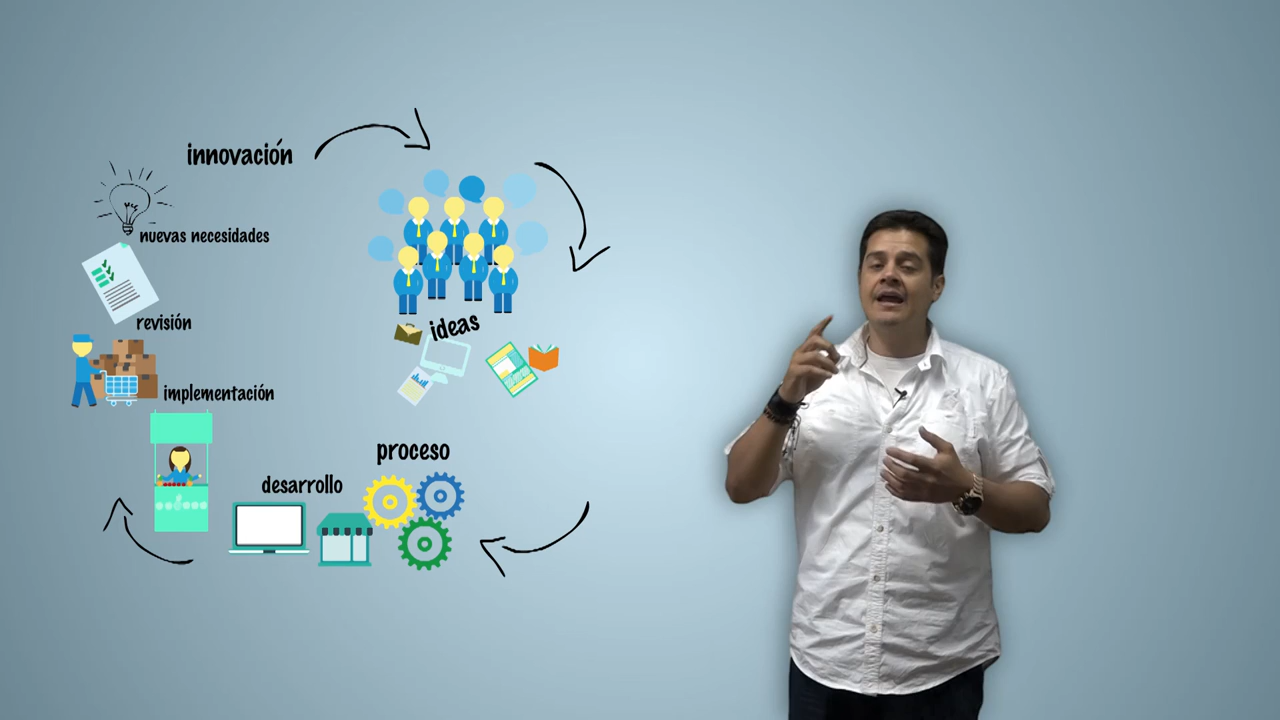 innovación
nuevas necesidades
revisión
implementación
ideas
proceso
desarrollo